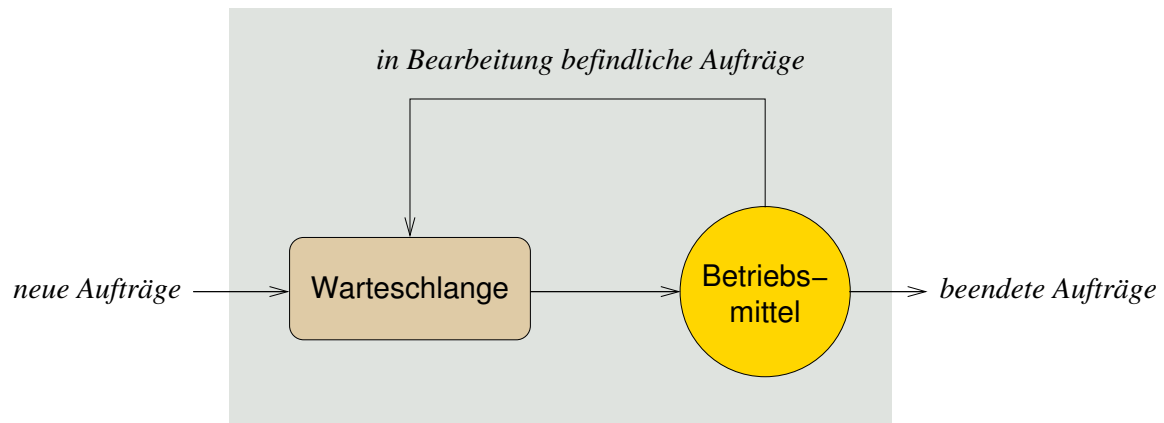 in Bearbeitung befindliche Aufträge
neue Aufträge
Warteschlange
Betriebs−
mittel
beendete Aufträge